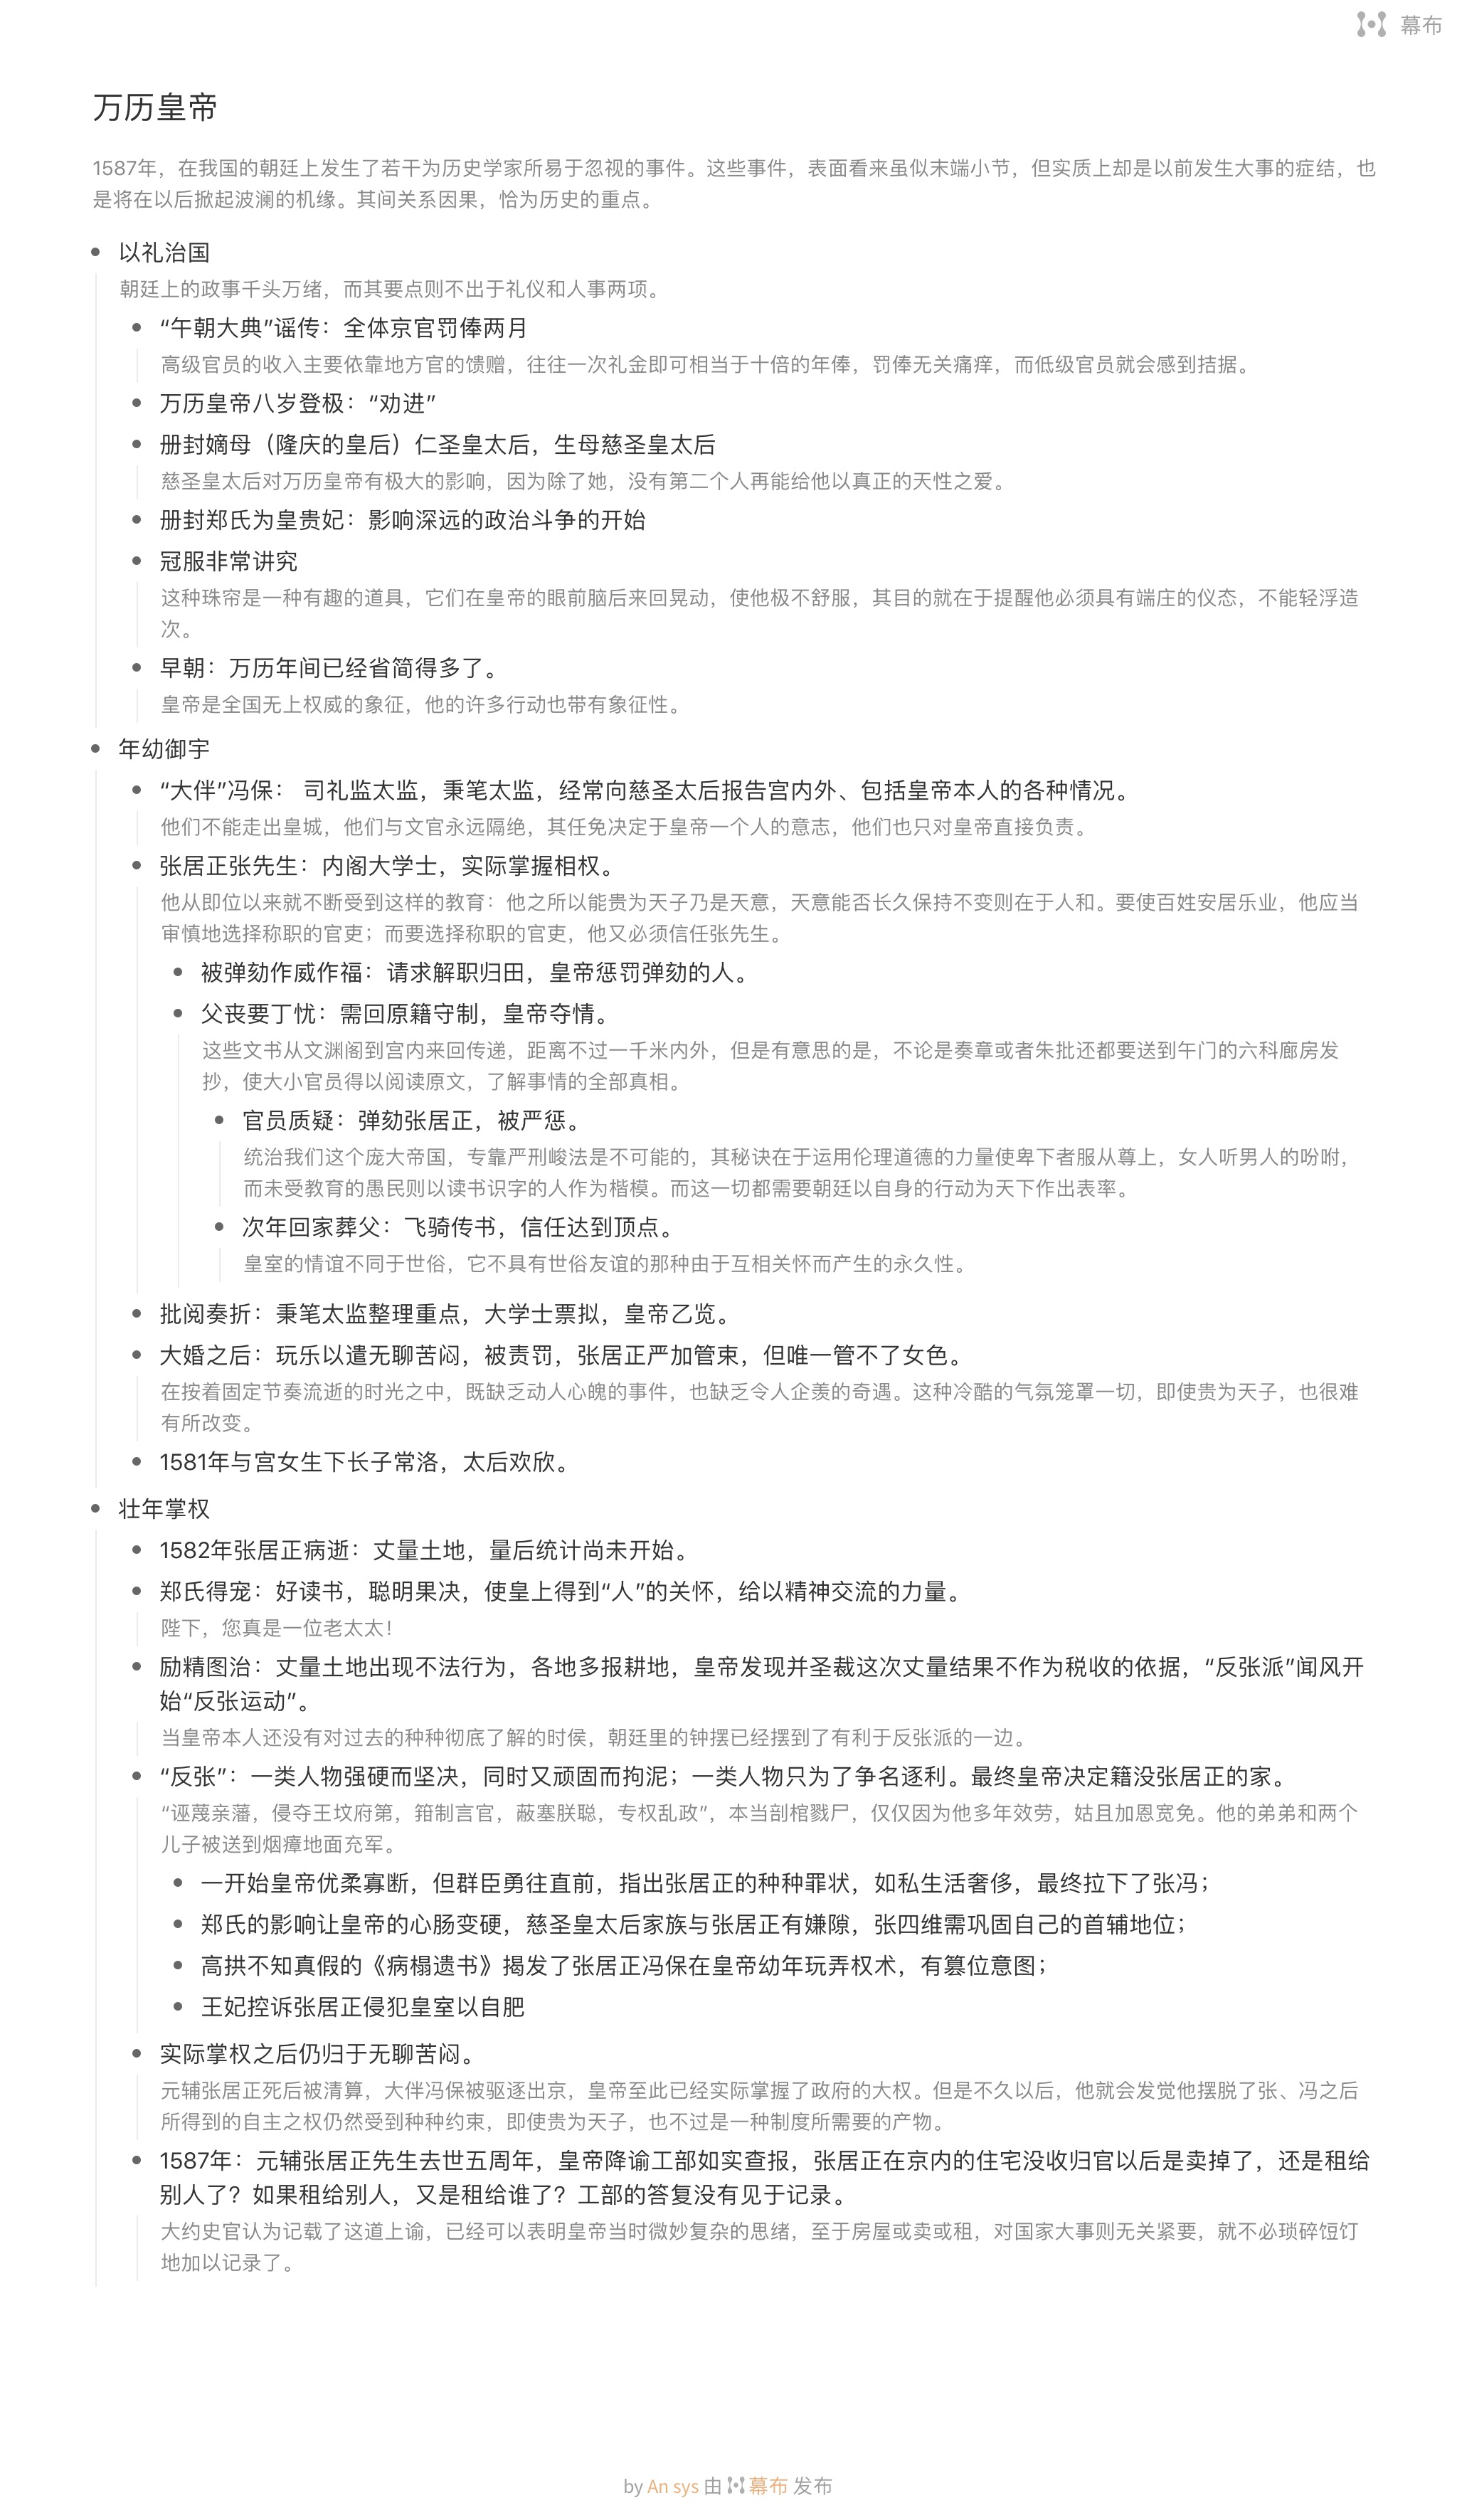 幕布
万历皇帝
1587年，在我国的朝廷上发生了若干为历史学家所易于忽视的事件。这些事件，表面看来虽似末端小节，但实质上却是以前发生大事的症结，也
是将在以后掀起波澜的机缘。其间关系因果，恰为历史的重点。
以礼治国
朝廷上的政事千头万绪，而其要点则不出于礼仪和人事两项。
“午朝大典”谣传：全体京官罚俸两月
高级官员的收入主要依靠地方官的馈赠，往往一次礼金即可相当于十倍的年俸，罚俸无关痛痒，而低级官员就会感到拮据。
万历皇帝八岁登极：“劝进”
册封嫡母（隆庆的皇后）仁圣皇太后，生母慈圣皇太后
慈圣皇太后对万历皇帝有极大的影响，因为除了她，没有第二个人再能给他以真正的天性之爱。
册封郑氏为皇贵妃：影响深远的政治斗争的开始
冠服非常讲究
这种珠帘是一种有趣的道具，它们在皇帝的眼前脑后来回晃动，使他极不舒服，其目的就在于提醒他必须具有端庄的仪态，不能轻浮造
次。
早朝：万历年间已经省简得多了。
皇帝是全国无上权威的象征，他的许多行动也带有象征性。
年幼御宇
“大伴”冯保： 司礼监太监，秉笔太监，经常向慈圣太后报告宫内外、包括皇帝本人的各种情况。
他们不能走出皇城，他们与文官永远隔绝，其任免决定于皇帝一个人的意志，他们也只对皇帝直接负责。
张居正张先生：内阁大学士，实际掌握相权。
他从即位以来就不断受到这样的教育：他之所以能贵为天子乃是天意，天意能否长久保持不变则在于人和。要使百姓安居乐业，他应当
审慎地选择称职的官吏；而要选择称职的官吏，他又必须信任张先生。
被弹劾作威作福：请求解职归田，皇帝惩罚弹劾的人。
父丧要丁忧：需回原籍守制，皇帝夺情。
这些文书从文渊阁到宫内来回传递，距离不过一千米内外，但是有意思的是，不论是奏章或者朱批还都要送到午门的六科廊房发
抄，使大小官员得以阅读原文，了解事情的全部真相。
官员质疑：弹劾张居正，被严惩。
统治我们这个庞大帝国，专靠严刑峻法是不可能的，其秘诀在于运用伦理道德的力量使卑下者服从尊上，女人听男人的吩咐，
而未受教育的愚民则以读书识字的人作为楷模。而这一切都需要朝廷以自身的行动为天下作出表率。
次年回家葬父：飞骑传书，信任达到顶点。
皇室的情谊不同于世俗，它不具有世俗友谊的那种由于互相关怀而产生的永久性。
批阅奏折：秉笔太监整理重点，大学士票拟，皇帝乙览。
大婚之后：玩乐以遣无聊苦闷，被责罚，张居正严加管束，但唯一管不了女色。
在按着固定节奏流逝的时光之中，既缺乏动人心魄的事件，也缺乏令人企羡的奇遇。这种冷酷的气氛笼罩一切，即使贵为天子，也很难
有所改变。
1581年与宫女生下长子常洛，太后欢欣。
壮年掌权
1582年张居正病逝：丈量土地，量后统计尚未开始。
郑氏得宠：好读书，聪明果决，使皇上得到“人”的关怀，给以精神交流的力量。
陛下，您真是一位老太太！
励精图治：丈量土地出现不法行为，各地多报耕地，皇帝发现并圣裁这次丈量结果不作为税收的依据，“反张派”闻风开
始“反张运动”。
当皇帝本人还没有对过去的种种彻底了解的时侯，朝廷里的钟摆已经摆到了有利于反张派的一边。
“反张”：一类人物强硬而坚决，同时又顽固而拘泥；一类人物只为了争名逐利。最终皇帝决定籍没张居正的家。
“诬蔑亲藩，侵夺王坟府第，箝制言官，蔽塞朕聪，专权乱政”，本当剖棺戮尸，仅仅因为他多年效劳，姑且加恩宽免。他的弟弟和两个
儿子被送到烟瘴地面充军。
一开始皇帝优柔寡断，但群臣勇往直前，指出张居正的种种罪状，如私生活奢侈，最终拉下了张冯；
郑氏的影响让皇帝的心肠变硬，慈圣皇太后家族与张居正有嫌隙，张四维需巩固自己的首辅地位；
高拱不知真假的《病榻遗书》揭发了张居正冯保在皇帝幼年玩弄权术，有篡位意图；
王妃控诉张居正侵犯皇室以自肥
实际掌权之后仍归于无聊苦闷。
元辅张居正死后被清算，大伴冯保被驱逐出京，皇帝至此已经实际掌握了政府的大权。但是不久以后，他就会发觉他摆脱了张、冯之后
所得到的自主之权仍然受到种种约束，即使贵为天子，也不过是一种制度所需要的产物。
1587年：元辅张居正先生去世五周年，皇帝降谕工部如实查报，张居正在京内的住宅没收归官以后是卖掉了，还是租给
别人了？如果租给别人，又是租给谁了？工部的答复没有见于记录。
大约史官认为记载了这道上谕，已经可以表明皇帝当时微妙复杂的思绪，至于房屋或卖或租，对国家大事则无关紧要，就不必琐碎饾饤
地加以记录了。
by An sys 由 幕布 发布